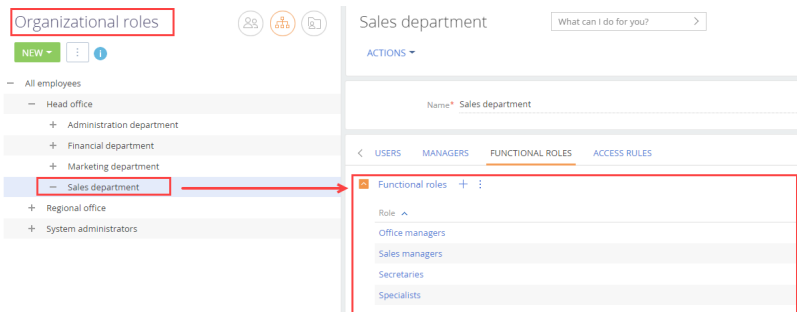 Organizational roles
NEW
All employees
Head office
Administration department
Financial department
Marketing department
Sales department
Regional office
System administrators
Sales department
What can I do for you?
ACTIONS
Name* Sales department
USERS MANAGERS FUNCTIONAL ROLES ACCESS RULES
Functional roles
Role
Office managers
Sales managers
Secretaries
Specialists